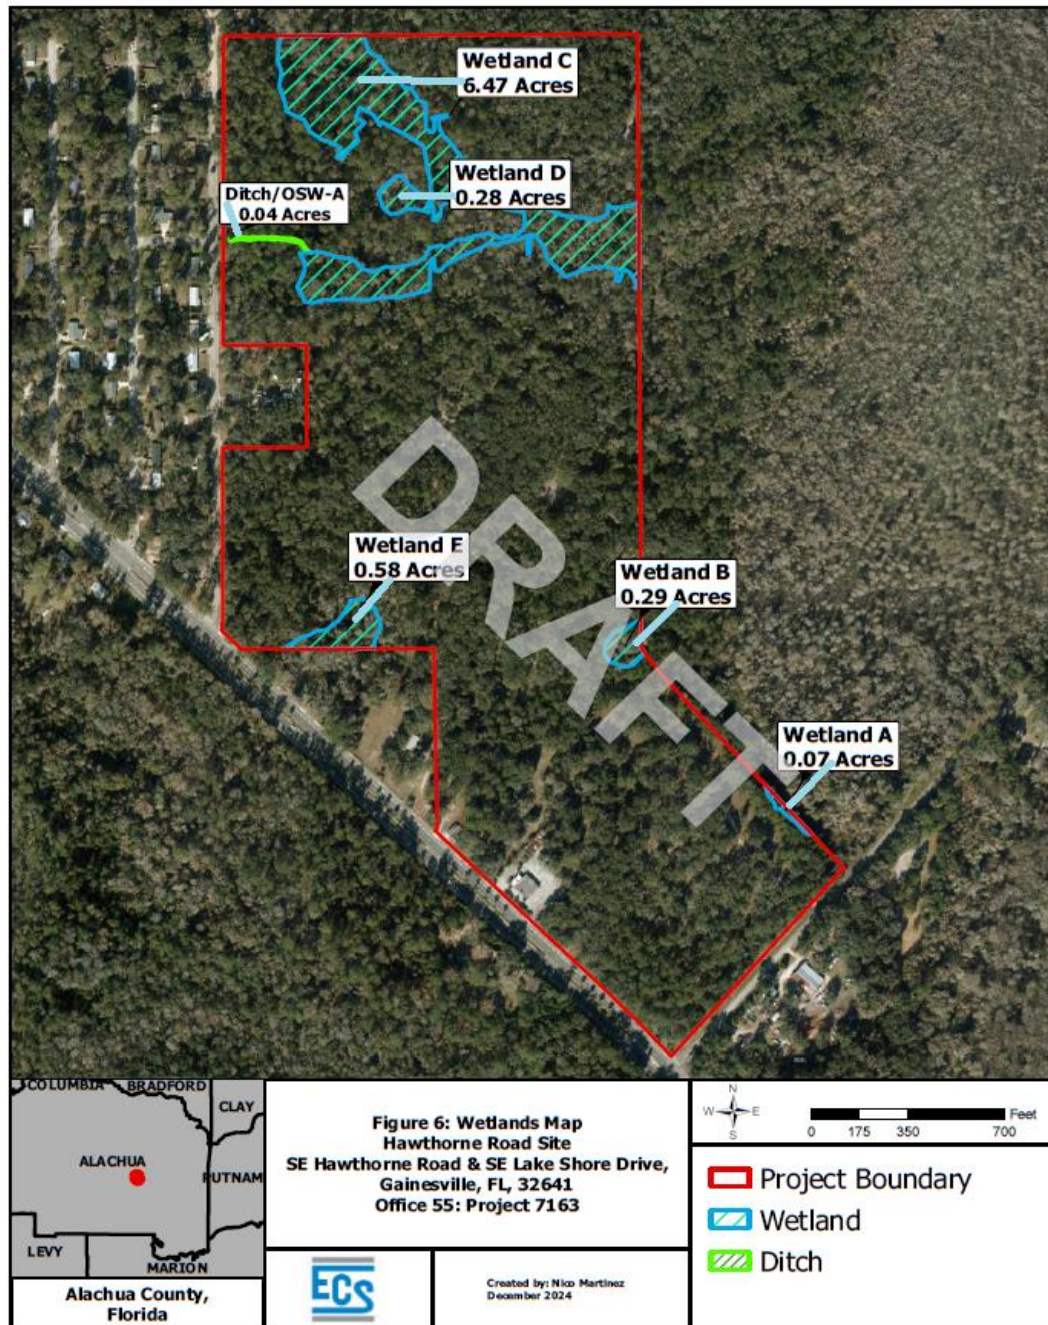 Wetland C
6.47 Acres
Wetland D
0.28 Acres
Ditch/OSW-A
0.04 Acres
DRAFT
Wetland E
0.58 Acres
Wetland B
0.29 Acres
Wetland A
0.07 Acres
COLUMBIA
BRADFORD
CLAY
ALACHUA
PUTNAM
LEVY
MARION
Alachua County,
Florida
Figure 6: Wetlands Map
Hawthorne Road Site
SE Hawthorne Road & SE Lake Shore Drive,
Gainesville, FL, 32641
Office 55: Project 7163
ECS
Created by: Nico Martinez
December 2024
N
W E
S
Feet
0 175 350 700
Project Boundary
Wetland
Ditch